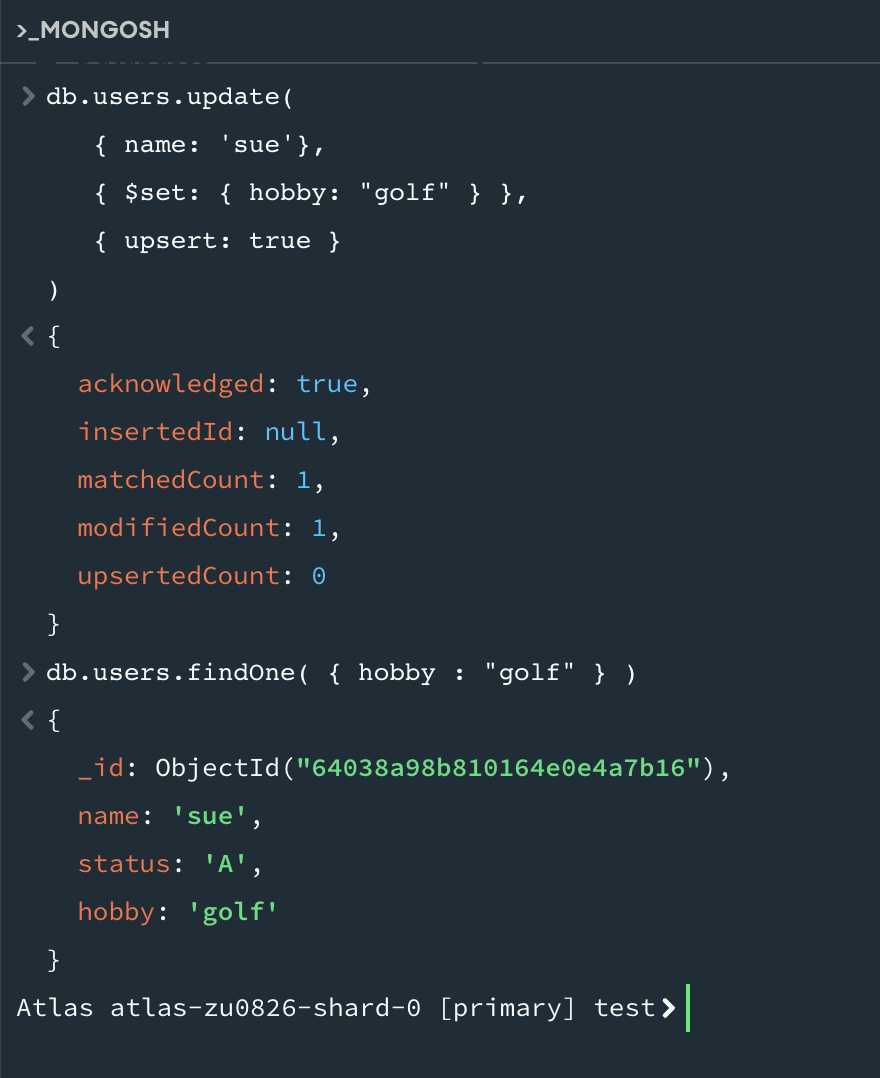 >_MONGOSH
> db.users.update(
{ name: 'sue'},
{ $set: { hobby: "golf" } },
{ upsert: true }
)
< {
acknowledged: true,
insertedId: null,
matchedCount: 1,
modifiedCount: 1,
upsertedCount: 0
}
> db.users.findOne( { hobby : "golf" } )
< {
_id: ObjectId("64038a98b810164e0e4a7b16"),
name: 'sue',
status: 'A',
hobby: 'golf'
}
Atlas atlas-zu0826-shard-0 [primary] test>